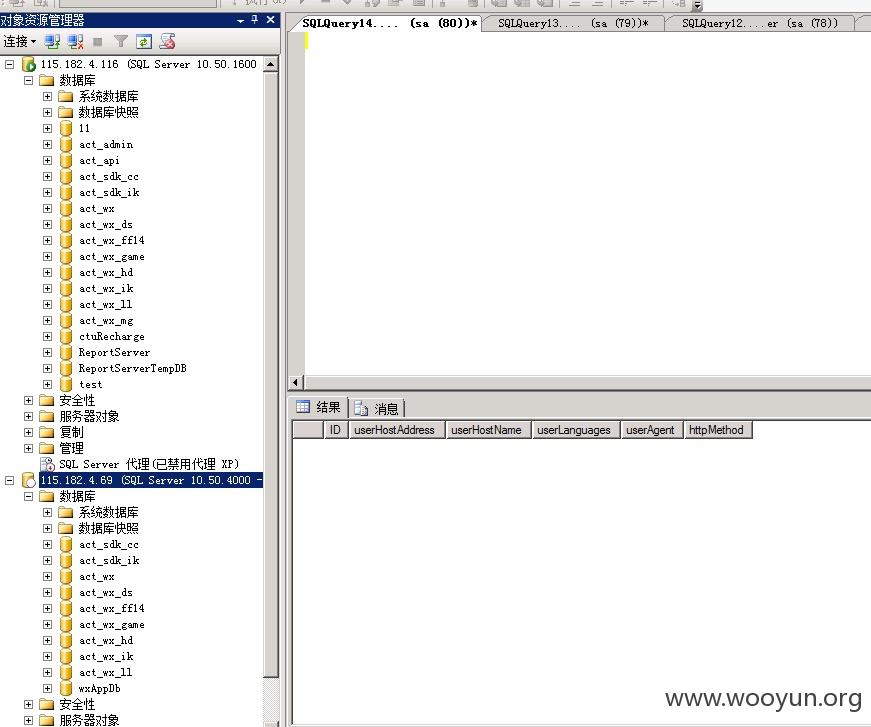 SQLQuery14.... (sa (80))*
SQLQuery13.... (sa (79))*
SQLQuery12...er (sa (78))
对象资源管理器
连接
115.182.4.116 (SQL Server 10.50.1600
数据库
系统数据库
数据库快照
11
act_admin
act_api
act_sdk_cc
act_sdk_ik
act_wx
act_wx_ds
act_wx_ff14
act_wx_game
act_wx_hd
act_wx_ik
act_wx_ll
act_wx_mg
ctuRecharge
ReportServer
ReportServerTempDB
test
安全性
服务器对象
复制
管理
SQL Server 代理(已禁用代理 XP)
115.182.4.69 (SQL Server 10.50.4000 -
数据库
系统数据库
数据库快照
act_sdk_cc
act_sdk_ik
act_wx
act_wx_ds
act_wx_ff14
act_wx_game
act_wx_hd
act_wx_ik
act_wx_ll
wxAppDb
安全性
服务器对象
结果 消息
ID userHostAddress userHostName userLanguages userAgent httpMethod
www.wooyun.org